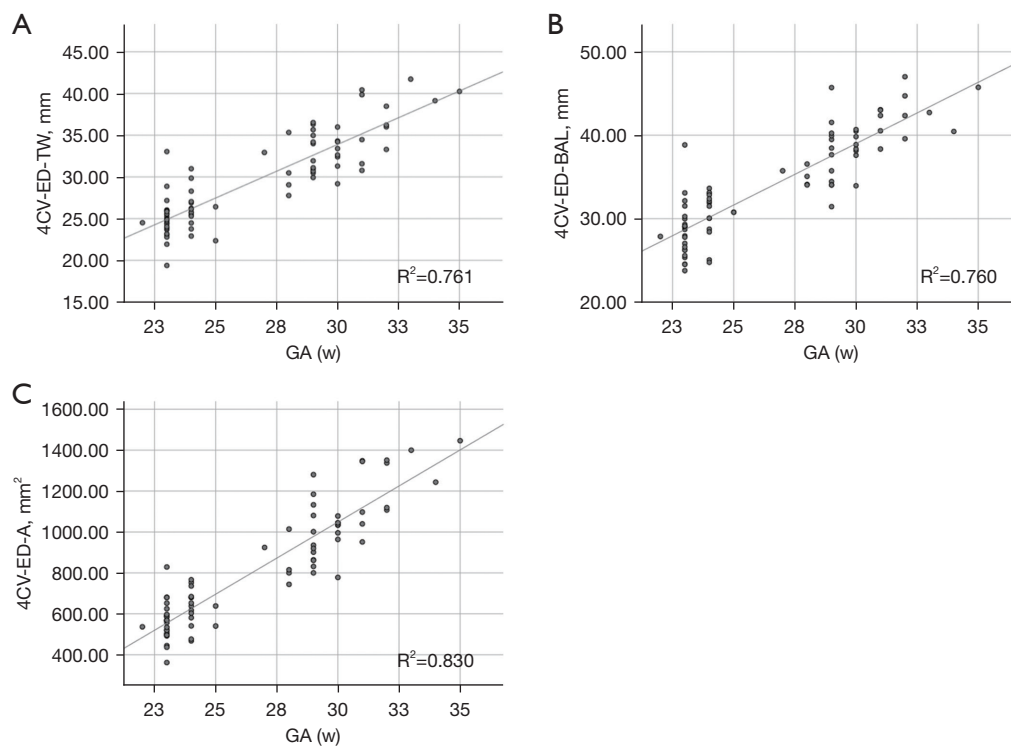 A
B
4CV-ED-TW, mm
45.00
40.00
35.00
30.00
25.00
20.00
15.00
R²=0.761
23 25 28 30 33 35
GA (w)
4CV-ED-BAL, mm
50.00
40.00
30.00
20.00
R²=0.760
23 25 28 30 33 35
GA (w)
C
4CV-ED-A, mm²
1600.00
1400.00
1200.00
1000.00
800.00
600.00
400.00
R²=0.830
23 25 28 30 33 35
GA (w)